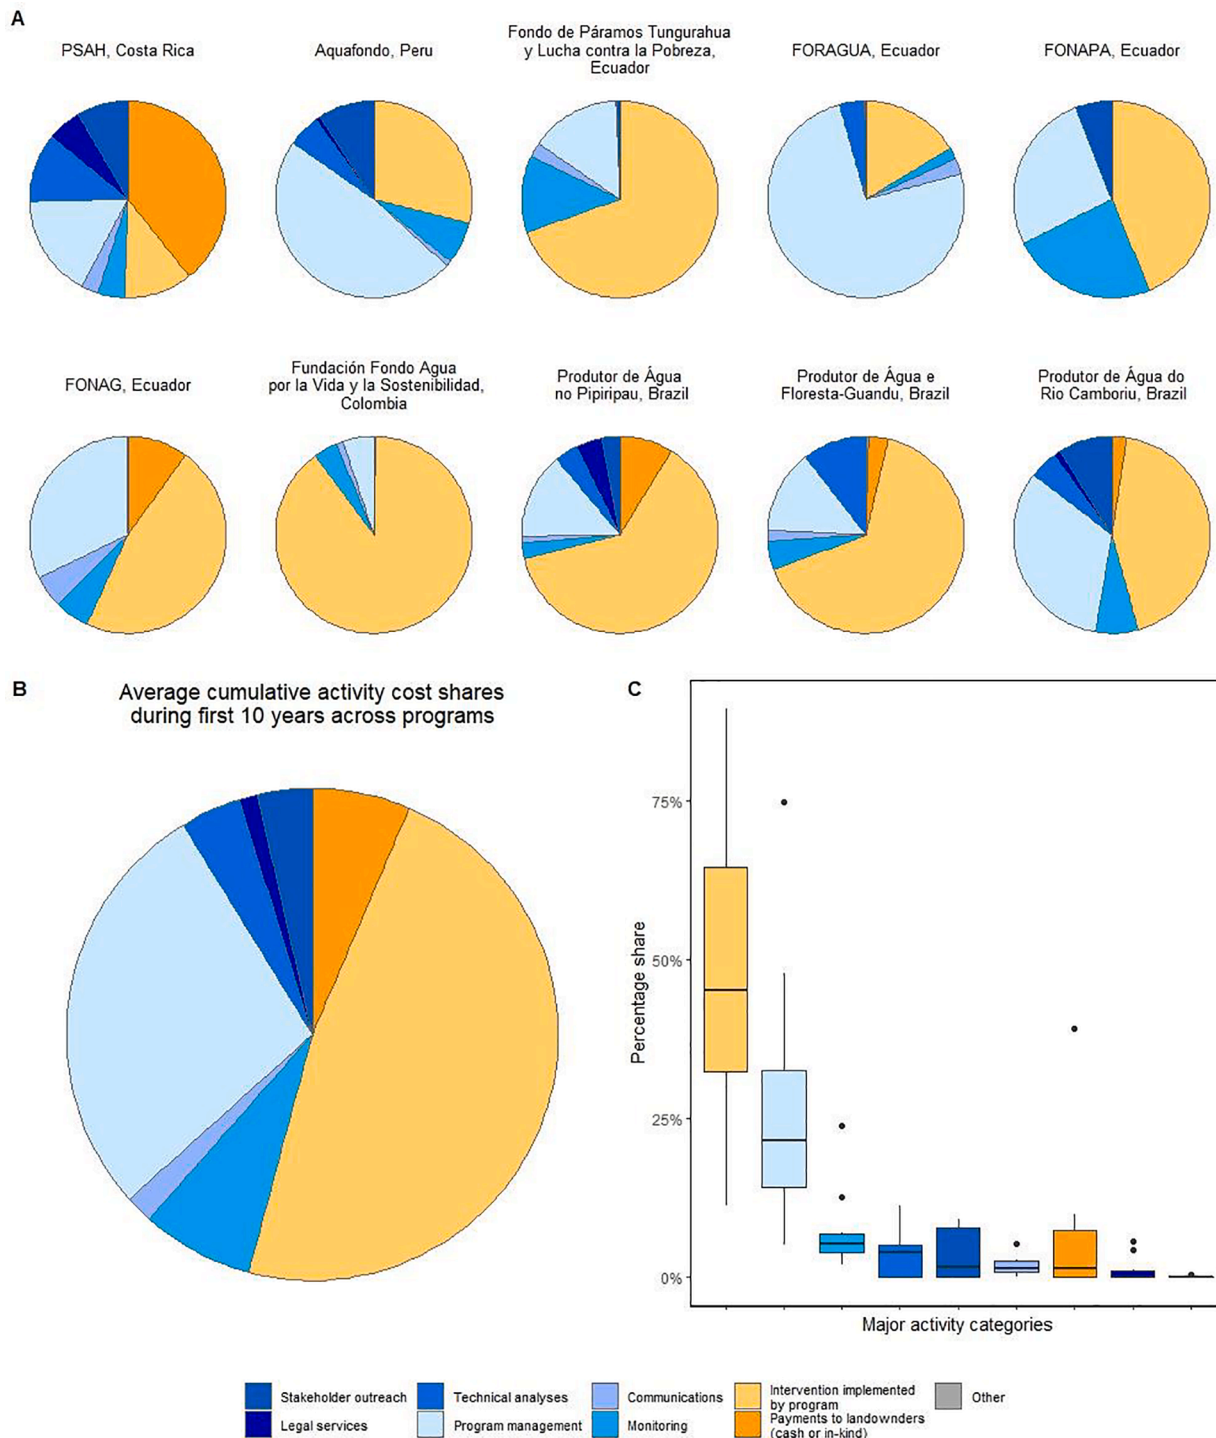 A
PSAH, Costa Rica
Aquafondo, Peru
Fondo de Páramos Tungurahua
y Lucha contra la Pobreza,
Ecuador
FORAGUA, Ecuador
FONAPA, Ecuador
FONAG, Ecuador
Fundación Fondo Agua
por la Vida y la Sostenibilidad,
Colombia
Produtor de Água
no Pipiripau, Brazil
Produtor de Água e
Floresta-Guandu, Brazil
Produtor de Água do
Rio Camboriu, Brazil
B
Average cumulative activity cost shares
during first 10 years across programs
C
Percentage share
75%
50%
25%
0%
Major activity categories
Stakeholder outreach
Technical analyses
Communications
Intervention implemented
by program
Other
Legal services
Program management
Monitoring
Payments to landownders
(cash or in-kind)